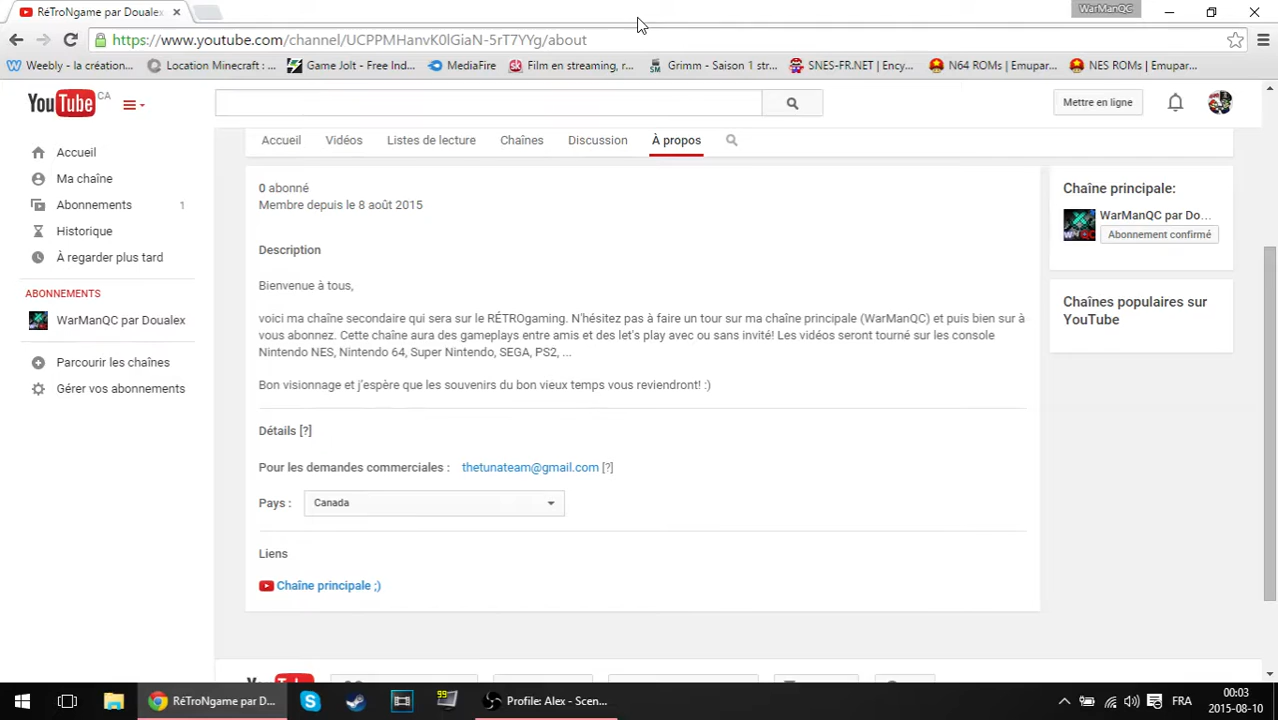 RéTroNgame par Doualex
WarManQC
https://www.youtube.com/channel/UCPPMHanvK0lGiaN-5rT7YYg/about
Weebly - la création...
Location Minecraft : ...
Game Jolt - Free Ind...
MediaFire
Film en streaming, r...
Grimm - Saison 1 str...
SNES-FR.NET | Ency...
N64 ROMs | Emupar...
NES ROMs | Emupar...
YouTube CA
Mettre en ligne
Accueil
Vidéos
Listes de lecture
Chaînes
Discussion
À propos
Accueil
Ma chaîne
Abonnements 1
Historique
À regarder plus tard
ABONNEMENTS
WarManQC par Doualex
Parcourir les chaînes
Gérer vos abonnements
0 abonné
Membre depuis le 8 août 2015
Description
Bienvenue à tous,
voici ma chaîne secondaire qui sera sur le RÉTROgaming. N'hésitez pas à faire un tour sur ma chaîne principale (WarManQC) et puis bien sur à
vous abonnez. Cette chaîne aura des gameplays entre amis et des let's play avec ou sans invité! Les vidéos seront tourné sur les console
Nintendo NES, Nintendo 64, Super Nintendo, SEGA, PS2, ...
Bon visionnage et j'espère que les souvenirs du bon vieux temps vous reviendront! :)
Détails [?]
Pour les demandes commerciales : thetunateam@gmail.com [?]
Pays : Canada
Liens
Chaîne principale ;)
Chaîne principale:
WarManQC par Do...
Abonnement confirmé
Chaînes populaires sur
YouTube
RéTroNgame par D...
99
Profile: Alex - Scen...
FRA
00:03
2015-08-10